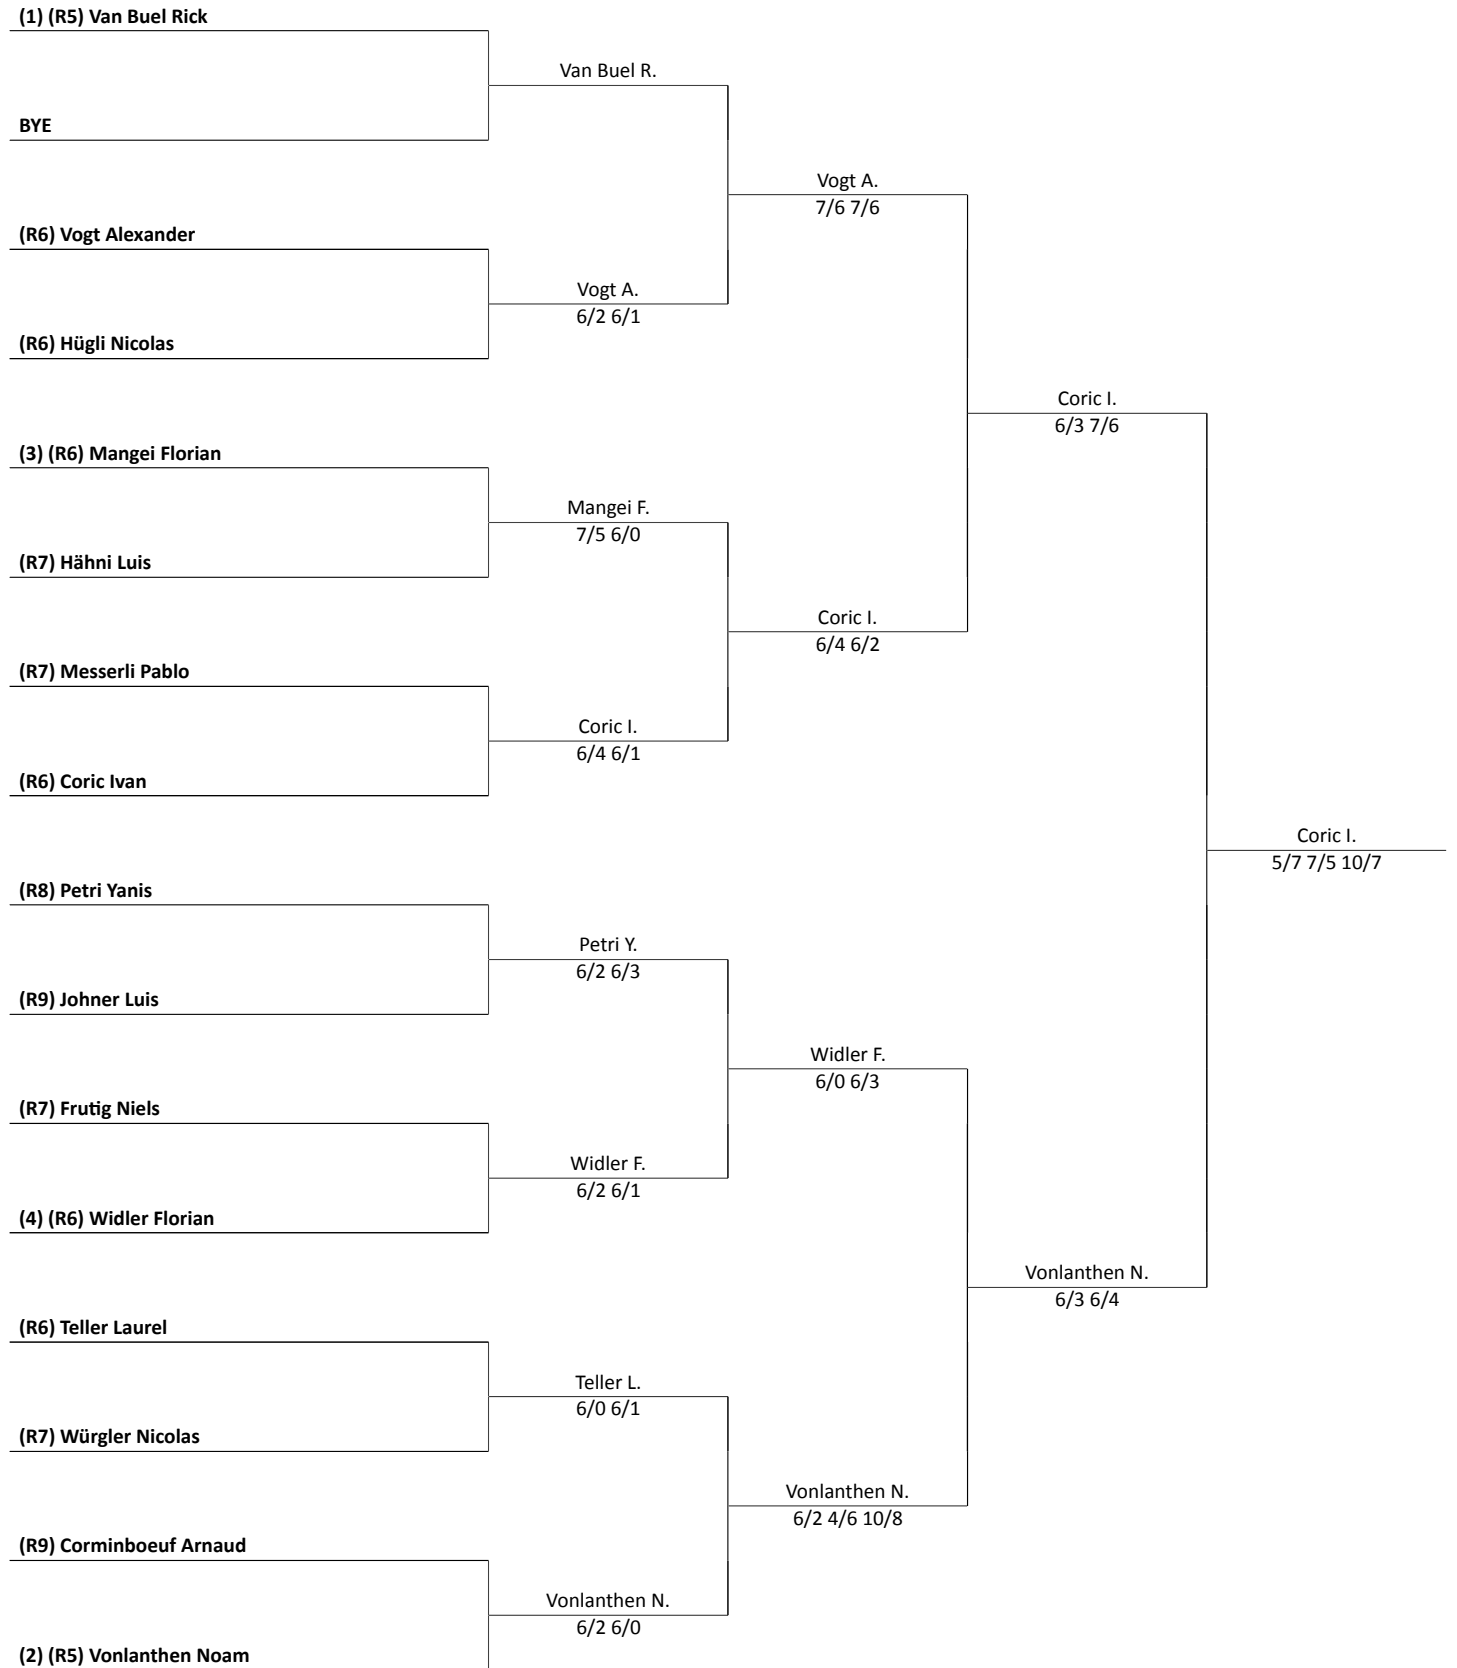 (1) (R5) Van Buel Rick
Van Buel R.
BYE
Vogt A.
7/6 7/6
(R6) Vogt Alexander
Vogt A.
6/2 6/1
(R6) Hügli Nicolas
Coric I.
6/3 7/6
(3) (R6) Mangei Florian
Mangei F.
7/5 6/0
(R7) Hähni Luis
Coric I.
6/4 6/2
(R7) Messerli Pablo
Coric I.
6/4 6/1
(R6) Coric Ivan
Coric I.
5/7 7/5 10/7
(R8) Petri Yanis
Petri Y.
6/2 6/3
(R9) Johner Luis
Widler F.
6/0 6/3
(R7) Frutig Niels
Widler F.
6/2 6/1
(4) (R6) Widler Florian
Vonlanthen N.
6/3 6/4
(R6) Teller Laurel
Teller L.
6/0 6/1
(R7) Würgler Nicolas
Vonlanthen N.
6/2 4/6 10/8
(R9) Corminboeuf Arnaud
Vonlanthen N.
6/2 6/0
(2) (R5) Vonlanthen Noam